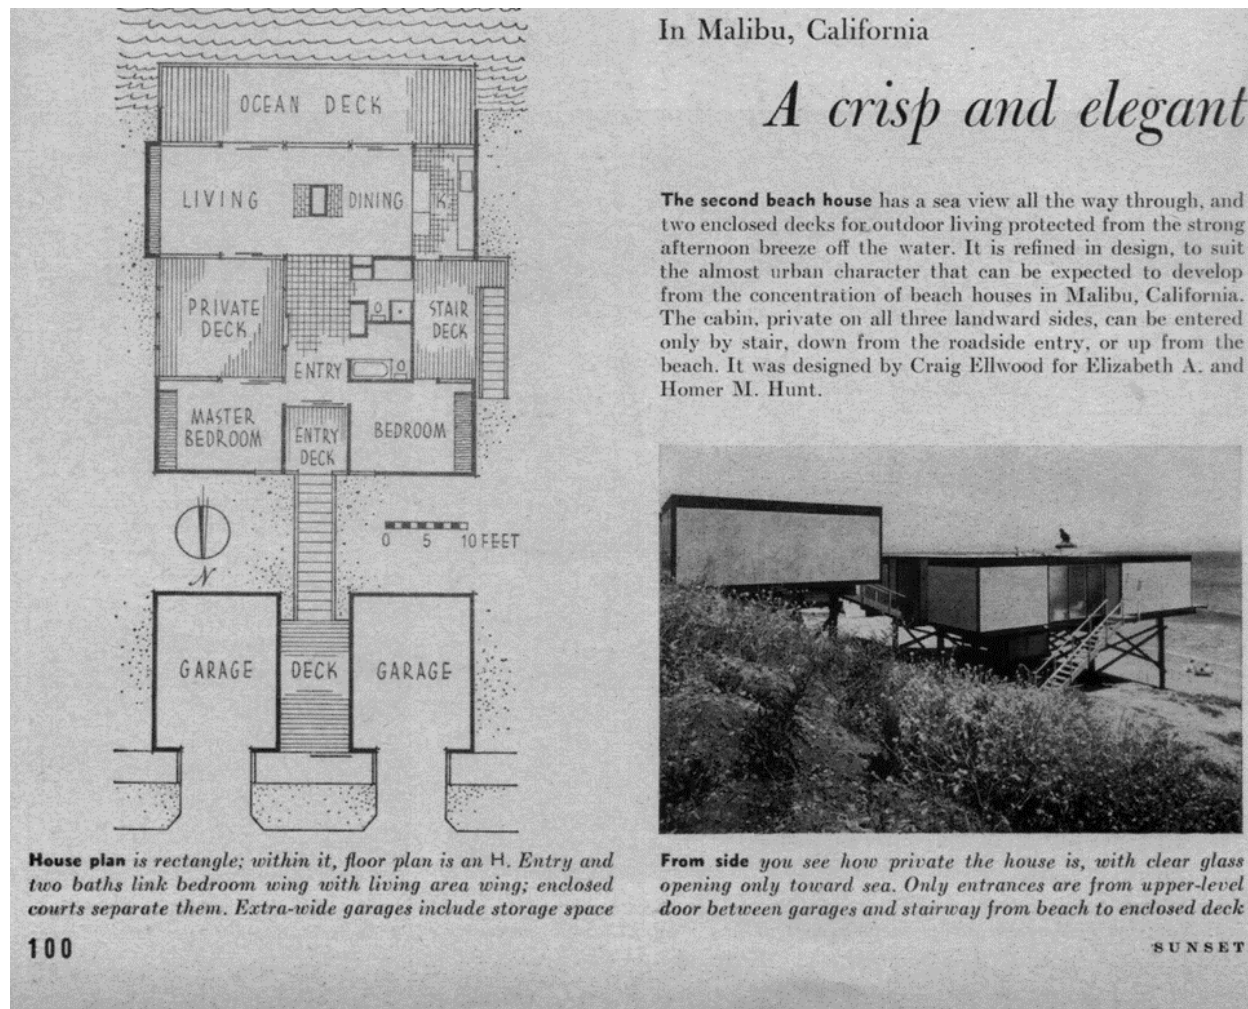 In Malibu, California
A crisp and elegant
The second beach house has a sea view all the way through, and
two enclosed decks for outdoor living protected from the strong
afternoon breeze off the water. It is refined in design, to suit
the almost urban character that can be expected to develop
from the concentration of beach houses in Malibu, California.
The cabin, private on all three landward sides, can be entered
only by stair, down from the roadside entry, or up from the
beach. It was designed by Craig Ellwood for Elizabeth A. and
Homer M. Hunt.
OCEAN DECK
LIVING
DINING
K
PRIVATE
DECK
STAIR
DECK
ENTRY
MASTER
BEDROOM
ENTRY
DECK
BEDROOM
N
0 5 10 FEET
GARAGE
DECK
GARAGE
House plan is rectangle; within it, floor plan is an H. Entry and
two baths link bedroom wing with living area wing; enclosed
courts separate them. Extra-wide garages include storage space
From side you see how private the house is, with clear glass
opening only toward sea. Only entrances are from upper-level
door between garages and stairway from beach to enclosed deck
100
SUNSET